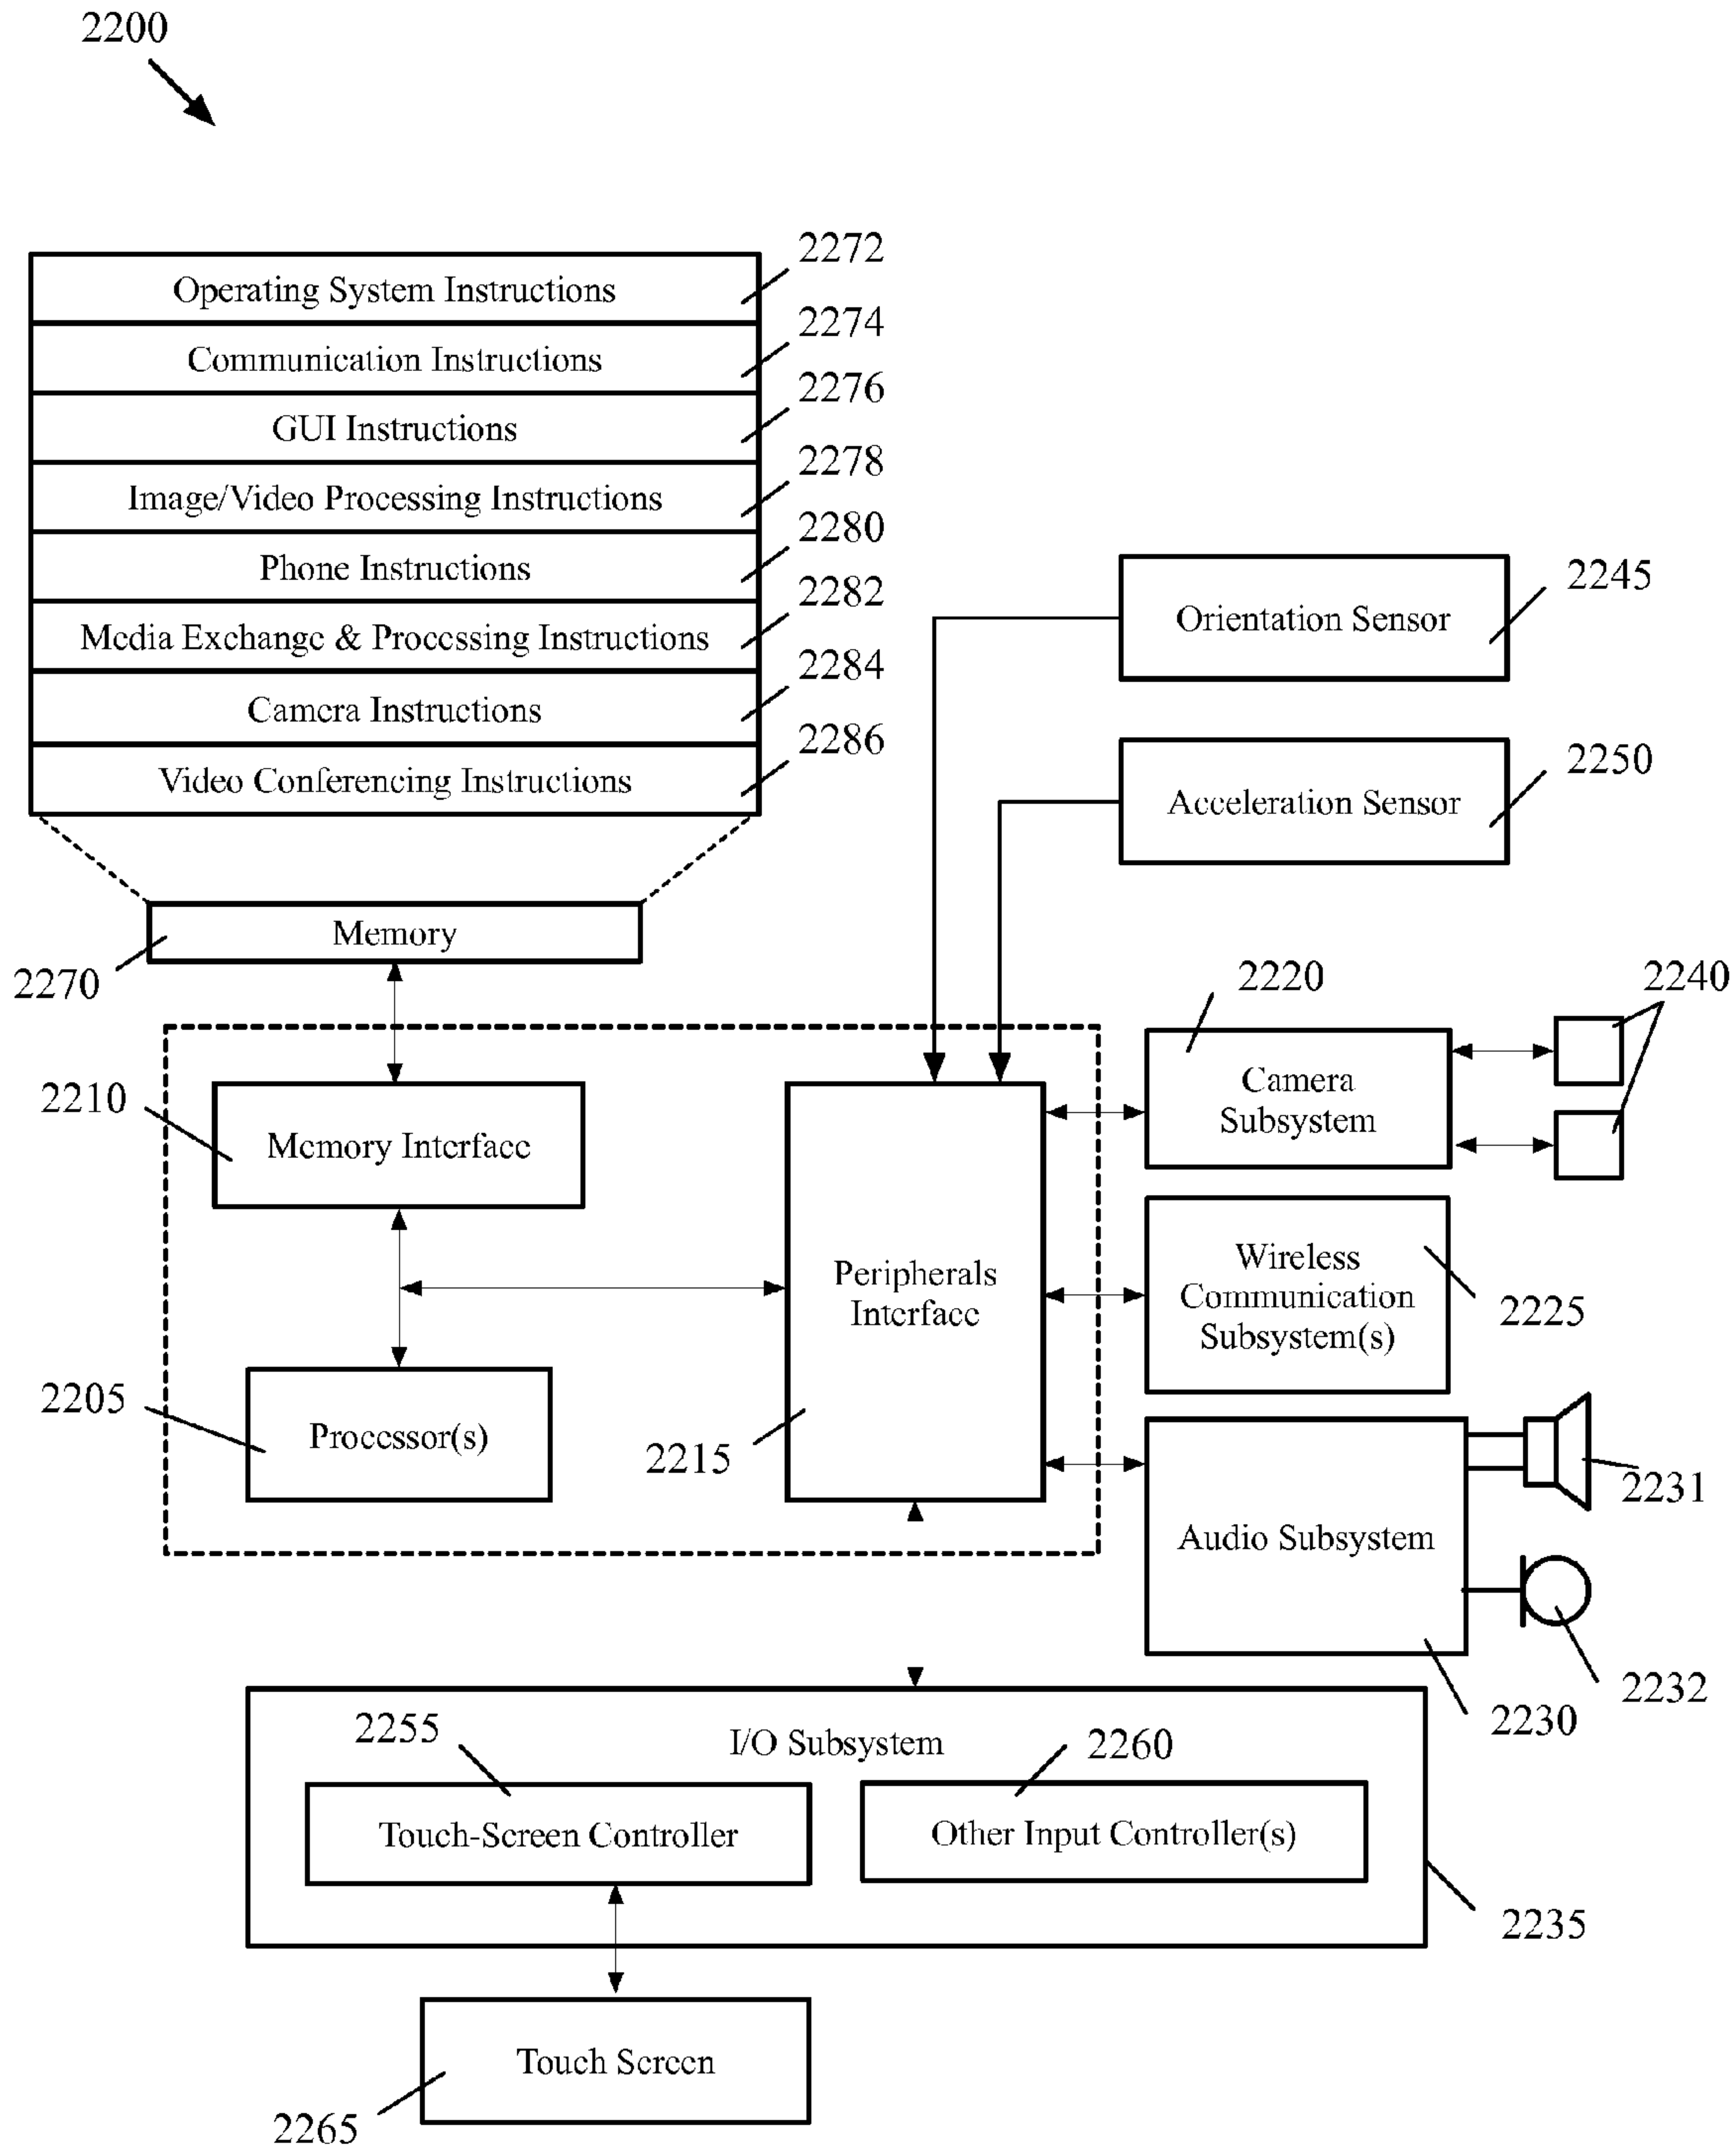 2200
Operating System Instructions
2272
Communication Instructions
2274
GUI Instructions
2276
Image/Video Processing Instructions
2278
Phone Instructions
2280
Media Exchange & Processing Instructions
2282
Camera Instructions
2284
Video Conferencing Instructions
2286
Memory
2270
Orientation Sensor
2245
Acceleration Sensor
2250
2210
Memory Interface
2205
Processor(s)
Peripherals
Interface
2215
2220
Camera
Subsystem
2240
Wireless
Communication
Subsystem(s)
2225
Audio Subsystem
2231
2232
2230
I/O Subsystem
2255
Touch-Screen Controller
2260
Other Input Controller(s)
2235
Touch Screen
2265